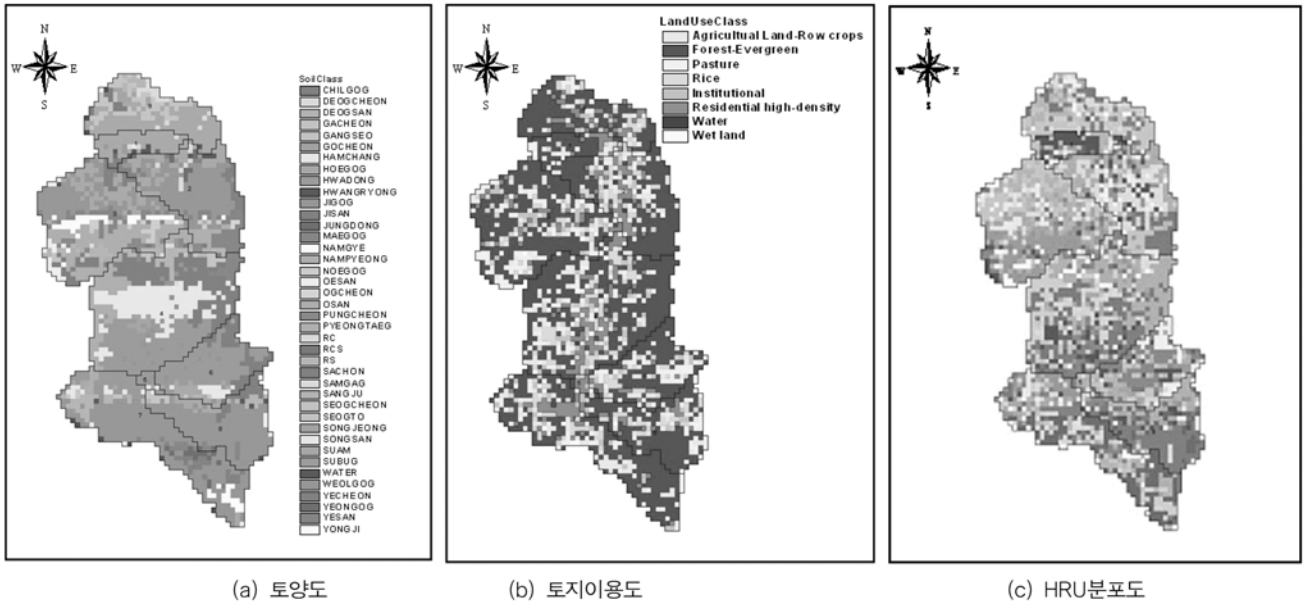 N
W E
S
Soil Class
CHILGOG
DEOGCHEON
DEOGSAN
GACHEON
GANGSEO
GOCHEON
HAMCHANG
HOEGOG
HWADONG
HWANGRYONG
JIGOG
JISAN
JUNGDONG
MAEGOG
NAMGYE
NAMPYEONG
NOEGOG
OESAN
OGCHEON
OSAN
PUNGCHEON
PYEONGTAEG
RC
RCS
RS
SACHON
SAMGAG
SANGJU
SEOGCHEON
SEOGTO
SONGJEONG
SONGSAN
SUAM
SUBUG
WATER
WEOLGOG
YECHEON
YEONGOG
YESAN
YONGJI
(a) 토양도
N
W E
S
LandUseClass
Agricultual Land-Row crops
Forest-Evergreen
Pasture
Rice
Institutional
Residential high-density
Water
Wet land
(b) 토지이용도
N
W E
S
(c) HRU분포도